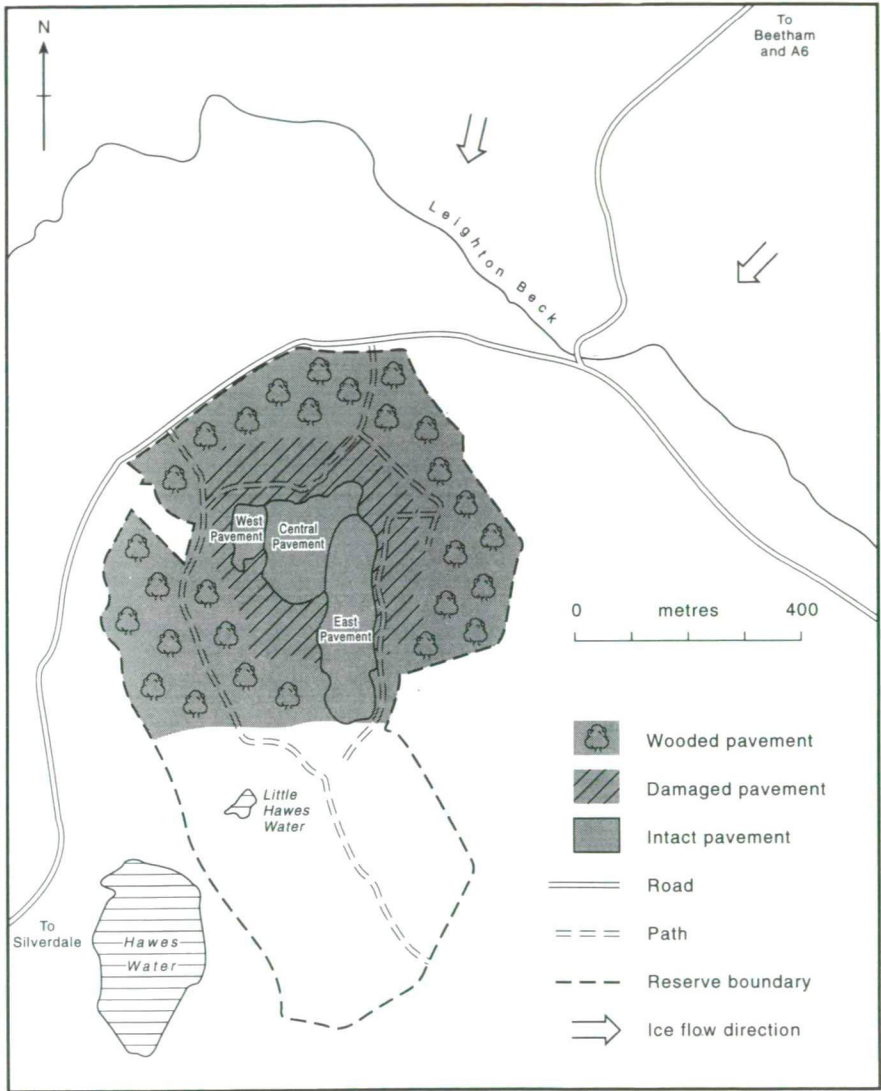 N
To
Beetham
and A6
Leighton Beck
West
Pavement
Central
Pavement
East
Pavement
0 metres 400
Wooded pavement
Damaged pavement
Intact pavement
Little
Hawes
Water
Road
To
Silverdale
Hawes
Water
Path
Reserve boundary
Ice flow direction